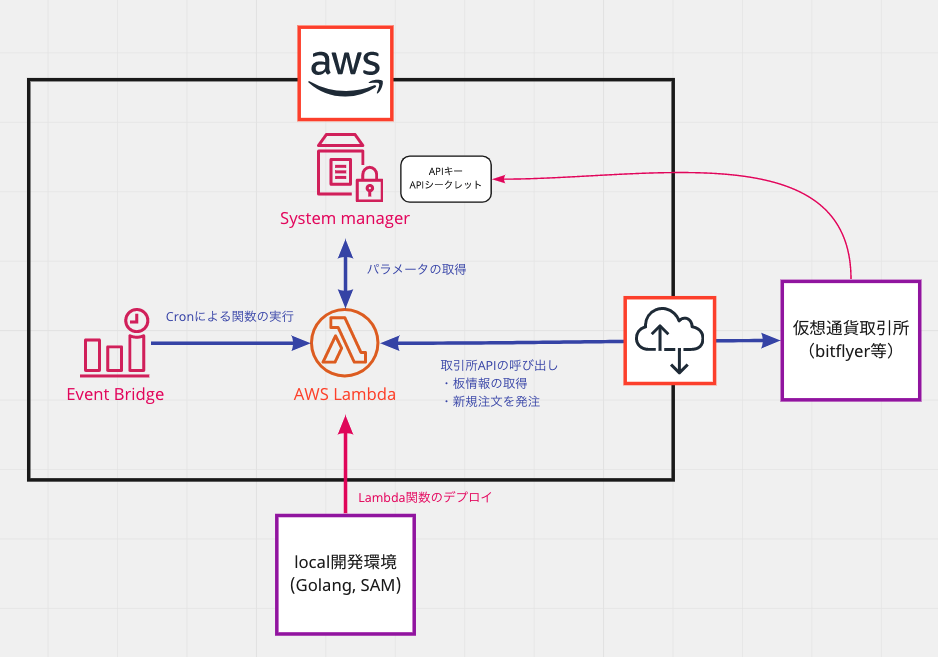 aws
APIキー
APIシークレット
System manager
パラメータの取得
Cronによる関数の実行
Event Bridge
AWS Lambda
取引所APIの呼び出し
・板情報の取得
・新規注文を発注
仮想通貨取引所
（bitflyer等）
Lambda関数のデプロイ
local開発環境
(Golang, SAM)